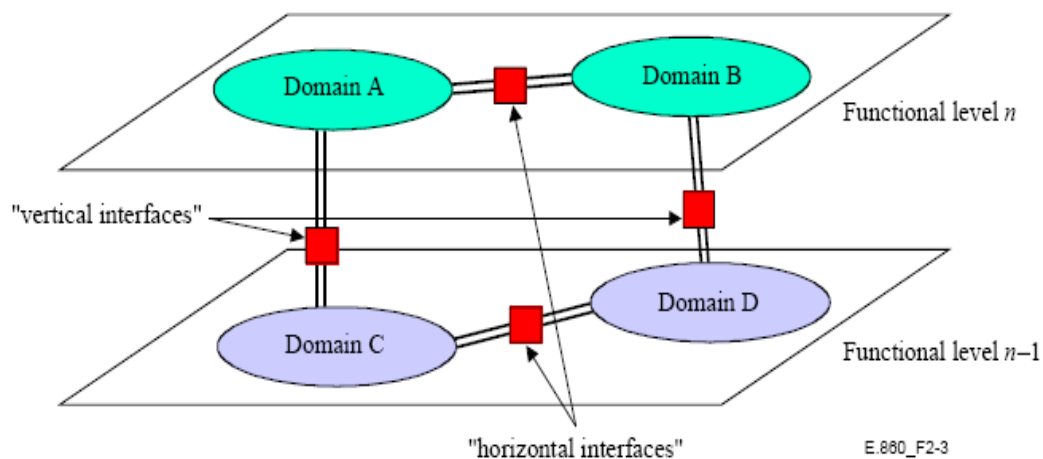 Domain A
Domain B
Functional level n
"vertical interfaces"
Domain D
Domain C
Functional level n–1
"horizontal interfaces"
E.860_F2-3